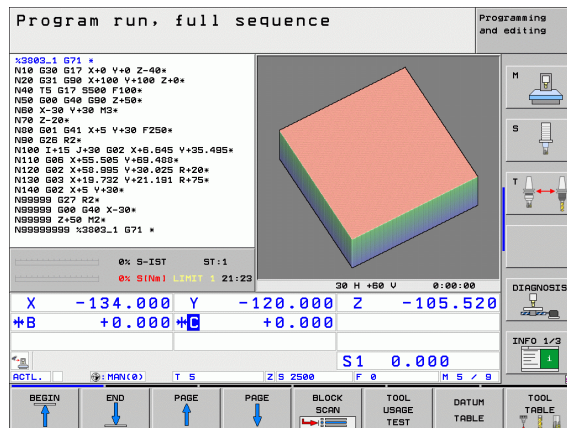 Program run, full sequence
Programming
and editing
%3803_1 G71 *
N10 G30 G17 X+0 Y+0 Z-40*
N20 G31 G90 X+100 Y+100 Z+0*
N40 T5 G17 S500 F100*
N50 G00 G40 G90 Z+50*
N60 X-30 Y+30 M3*
N70 Z-20*
N80 G01 G41 X+5 Y+30 F250*
N90 G26 R2*
N100 I+15 J+30 G02 X+6.645 Y+35.495*
N110 G06 X+55.505 Y+69.488*
N120 G02 X+58.995 Y+30.025 R+20*
N130 G03 X+19.732 Y+21.191 R+75*
N140 G02 X+5 Y+30*
N99999 G27 R2*
N99999 G00 G40 X-30*
N99999 Z+50 M2*
N99999999 %3803_1 G71 *
0% S-IST ST:1
0% S[Nm] LIMIT 1 21:23
30 H +60 V 0:00:00
X -134.000 Y -120.000 Z -105.520
B +0.000 C +0.000
S1 0.000
ACTL. : MAN(0) T 5 Z S 2500 F 0 M 5 / 9
M
S
T
DIAGNOSIS
INFO 1/3
BEGIN
END
PAGE
PAGE
BLOCK
SCAN
TOOL
USAGE
TEST
DATUM
TABLE
TOOL
TABLE